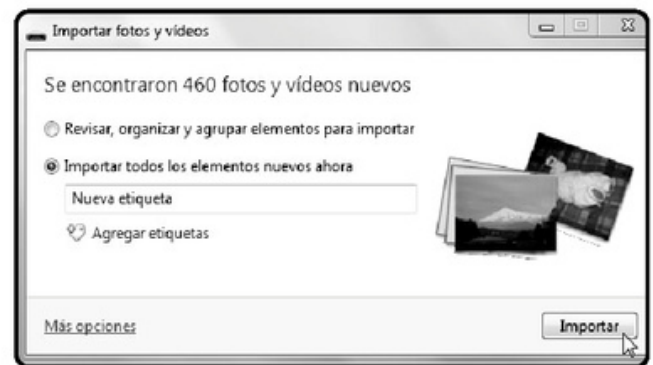 Importar fotos y vídeos
Se encontraron 460 fotos y vídeos nuevos
Revisar, organizar y agrupar elementos para importar
Importar todos los elementos nuevos ahora
Nueva etiqueta
Agregar etiquetas
Más opciones
Importar